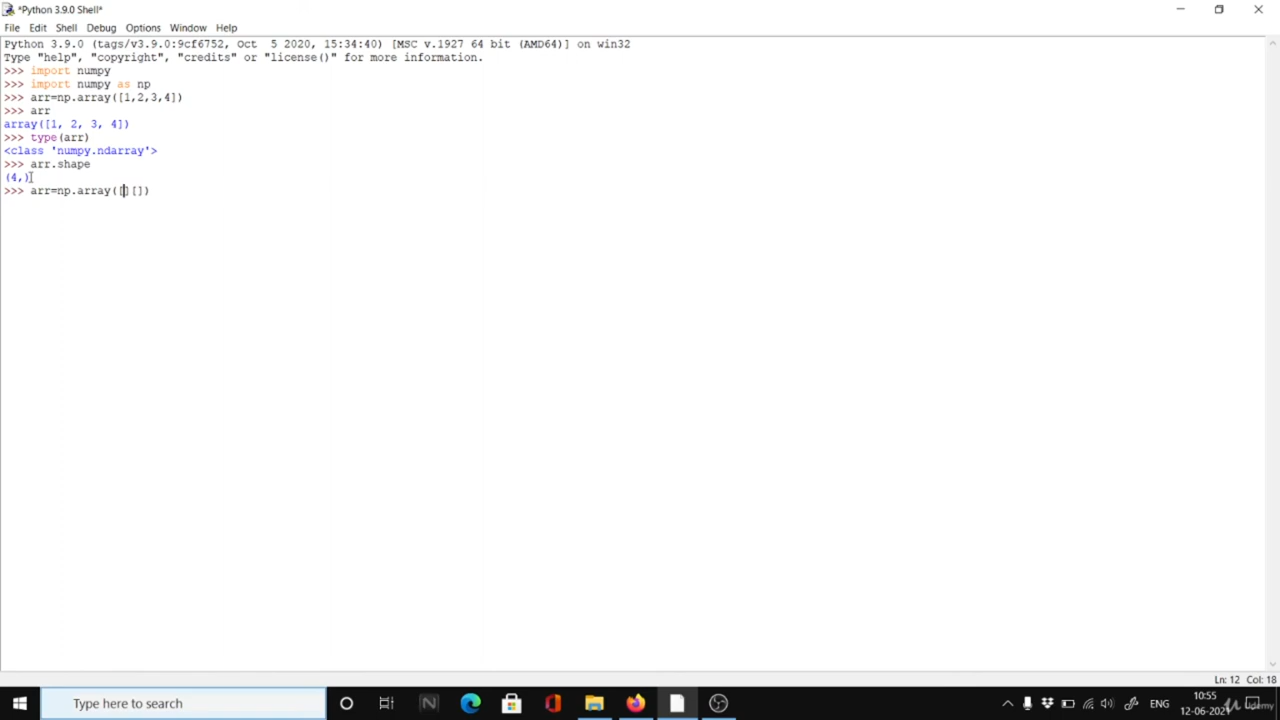 *Python 3.9.0 Shell*
File Edit Shell Debug Options Window Help
Python 3.9.0 (tags/v3.9.0:9cf6752, Oct  5 2020, 15:34:40) [MSC v.1927 64 bit (AMD64)] on win32
Type "help", "copyright", "credits" or "license()" for more information.
>>> import numpy
>>> import numpy as np
>>> arr=np.array([1,2,3,4])
>>> arr
array([1, 2, 3, 4])
>>> type(arr)
<class 'numpy.ndarray'>
>>> arr.shape
(4,)
>>> arr=np.array([][])
Ln: 12 Col: 18
Type here to search
ENG
10:55
12-06-2021
Udemy